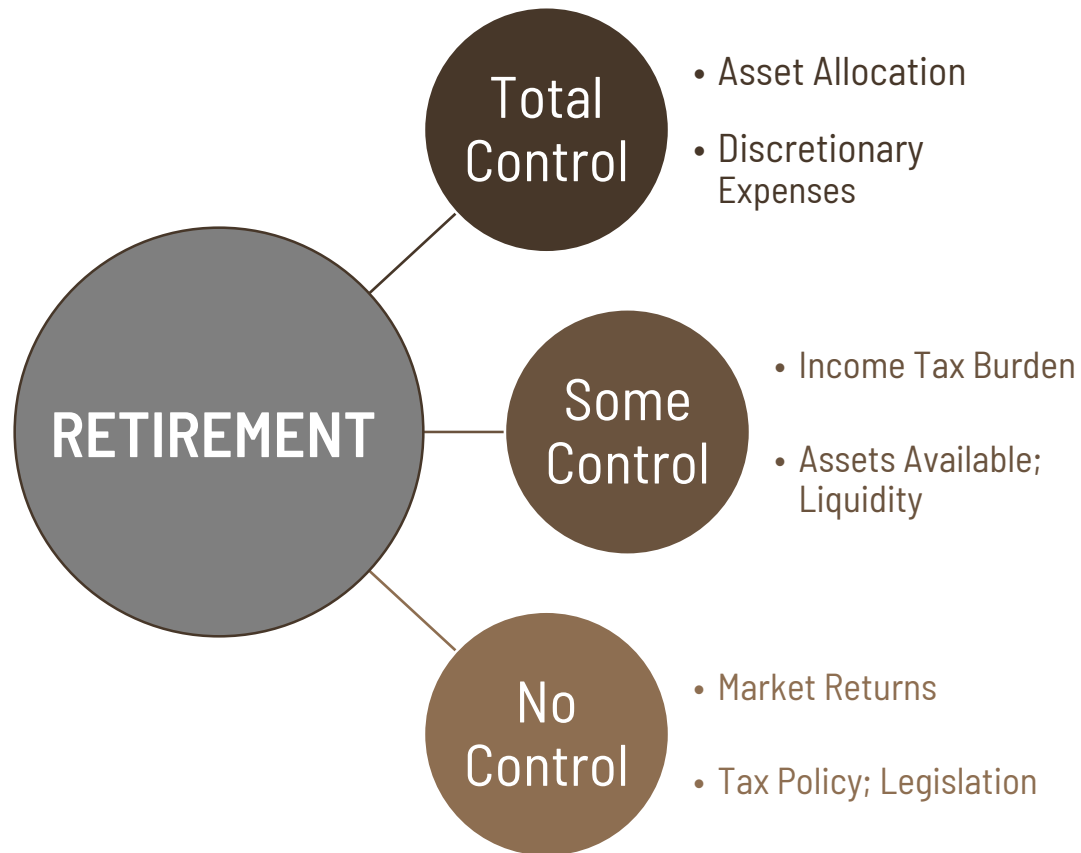 Total
Control
• Asset Allocation
• Discretionary
Expenses
RETIREMENT
Some
Control
• Income Tax Burden
• Assets Available;
Liquidity
No
Control
• Market Returns
• Tax Policy; Legislation